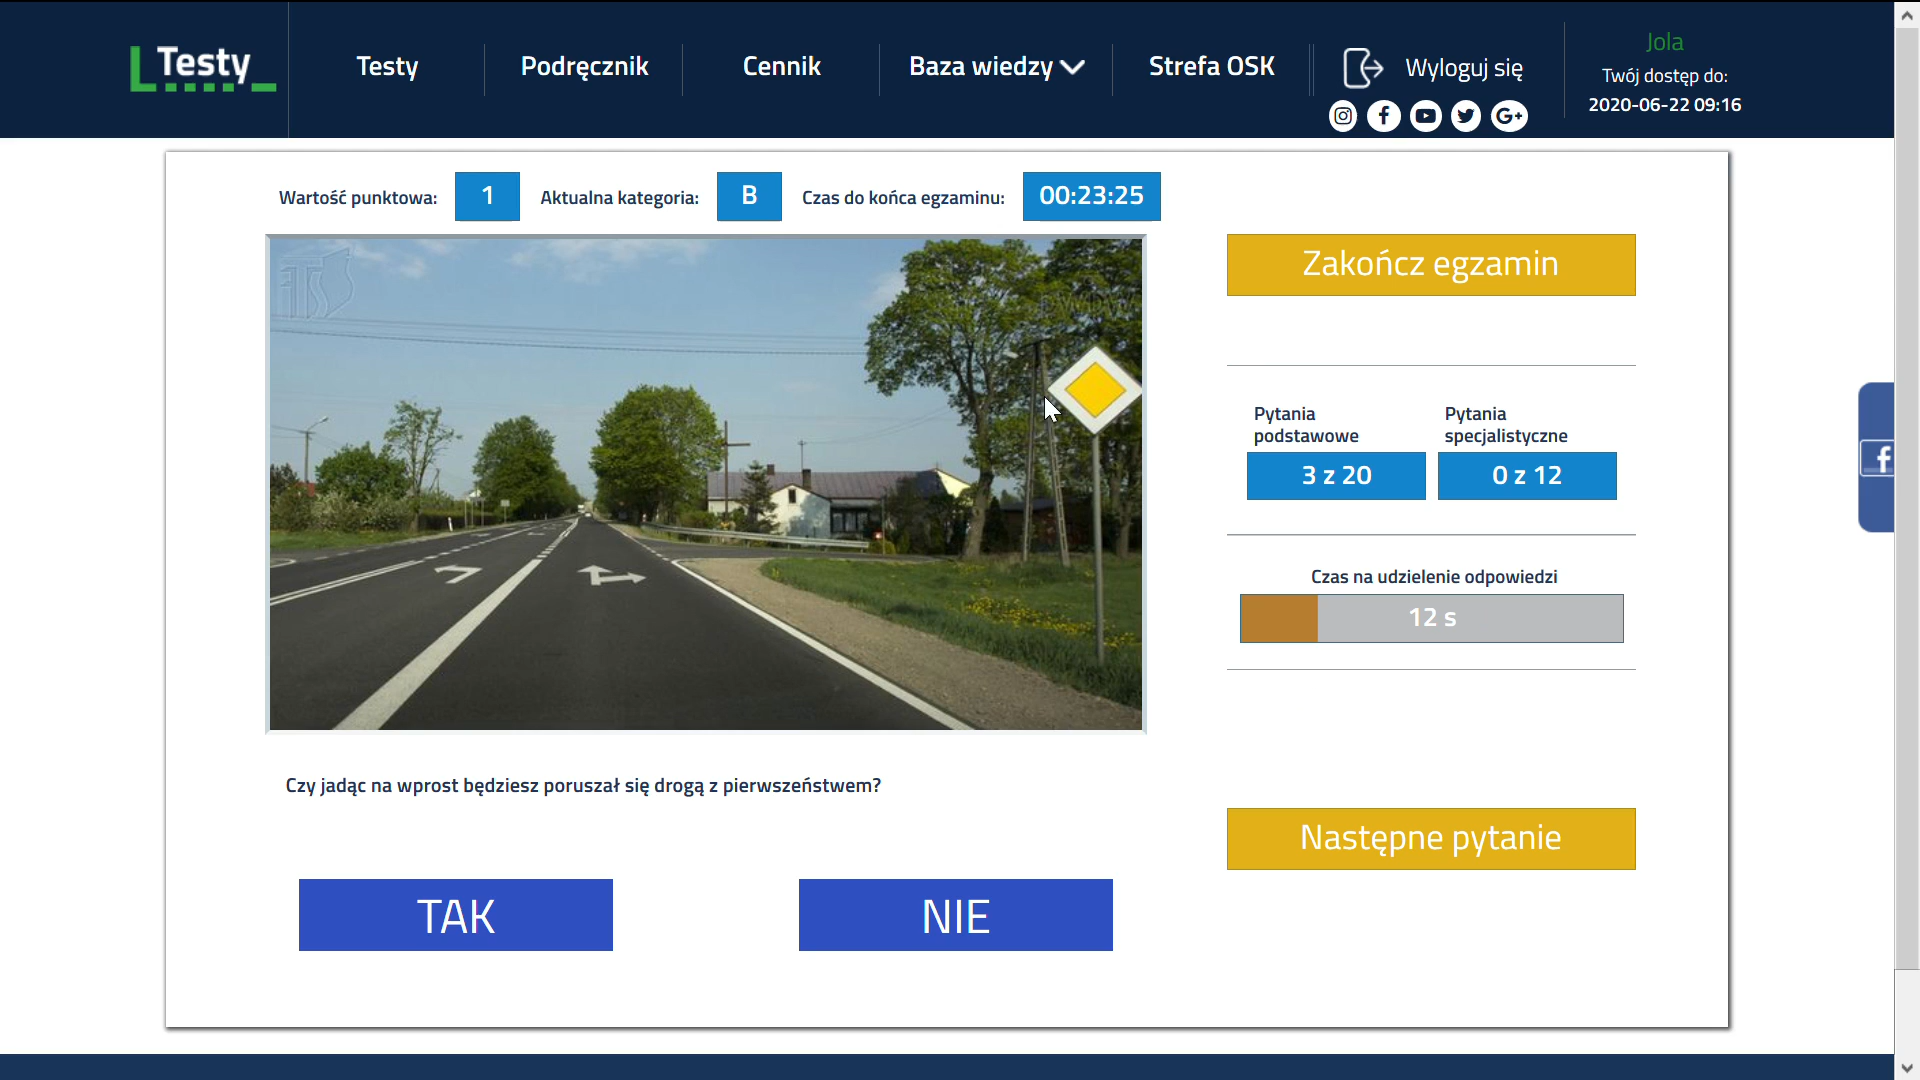 L Testy
Testy
Podręcznik
Cennik
Baza wiedzy
Strefa OSK
Wyloguj się
Jola
Twój dostęp do:
2020-06-22 09:16
Wartość punktowa: 1 Aktualna kategoria: B Czas do końca egzaminu: 00:23:25
Zakończ egzamin
Pytania podstawowe
3 z 20
Pytania specjalistyczne
0 z 12
Czas na udzielenie odpowiedzi
12 s
Czy jadąc na wprost będziesz poruszał się drogą z pierwszeństwem?
Następne pytanie
TAK
NIE